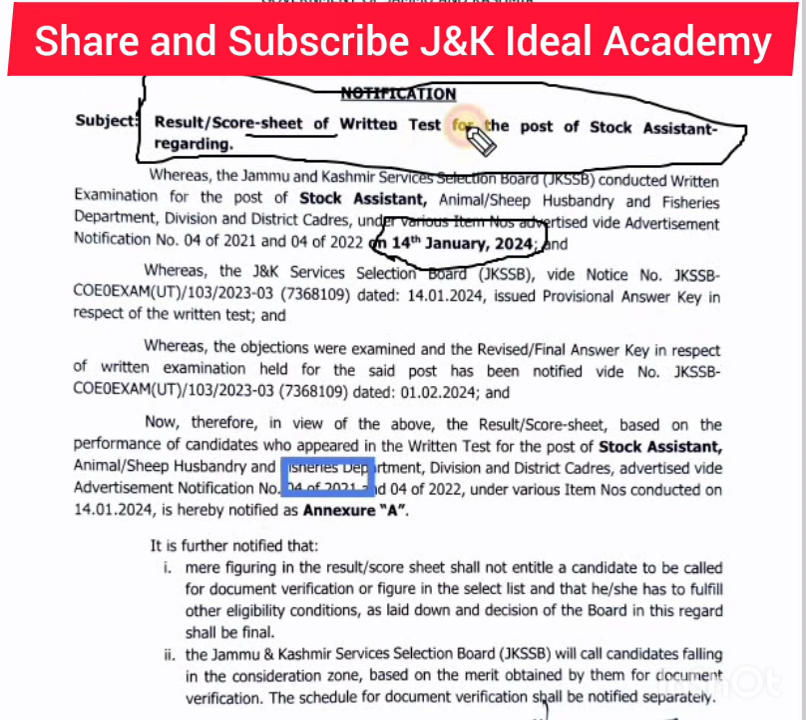 GOVERNMENT OF JAMMU AND KASHMIR
Share and Subscribe J&K Ideal Academy
NOTIFICATION
Subject: Result/Score-sheet of Written Test for the post of Stock Assistant-
regarding.
Whereas, the Jammu and Kashmir Services Selection Board (JKSSB) conducted Written
Examination for the post of Stock Assistant, Animal/Sheep Husbandry and Fisheries
Department, Division and District Cadres, under various Item Nos advertised vide Advertisement
Notification No. 04 of 2021 and 04 of 2022 on 14th January, 2024; and
Whereas, the J&K Services Selection Board (JKSSB), vide Notice No. JKSSB-
COE0EXAM(UT)/103/2023-03 (7368109) dated: 14.01.2024, issued Provisional Answer Key in
respect of the written test; and
Whereas, the objections were examined and the Revised/Final Answer Key in respect
of written examination held for the said post has been notified vide No. JKSSB-
COE0EXAM(UT)/103/2023-03 (7368109) dated: 01.02.2024; and
Now, therefore, in view of the above, the Result/Score-sheet, based on the
performance of candidates who appeared in the Written Test for the post of Stock Assistant,
Animal/Sheep Husbandry and Fisheries Department, Division and District Cadres, advertised vide
Advertisement Notification No. 04 of 2021 and 04 of 2022, under various Item Nos conducted on
14.01.2024, is hereby notified as Annexure "A".
It is further notified that:
i. mere figuring in the result/score sheet shall not entitle a candidate to be called
for document verification or figure in the select list and that he/she has to fulfill
other eligibility conditions, as laid down and decision of the Board in this regard
shall be final.
ii. the Jammu & Kashmir Services Selection Board (JKSSB) will call candidates falling
in the consideration zone, based on the merit obtained by them for document
verification. The schedule for document verification shall be notified separately.